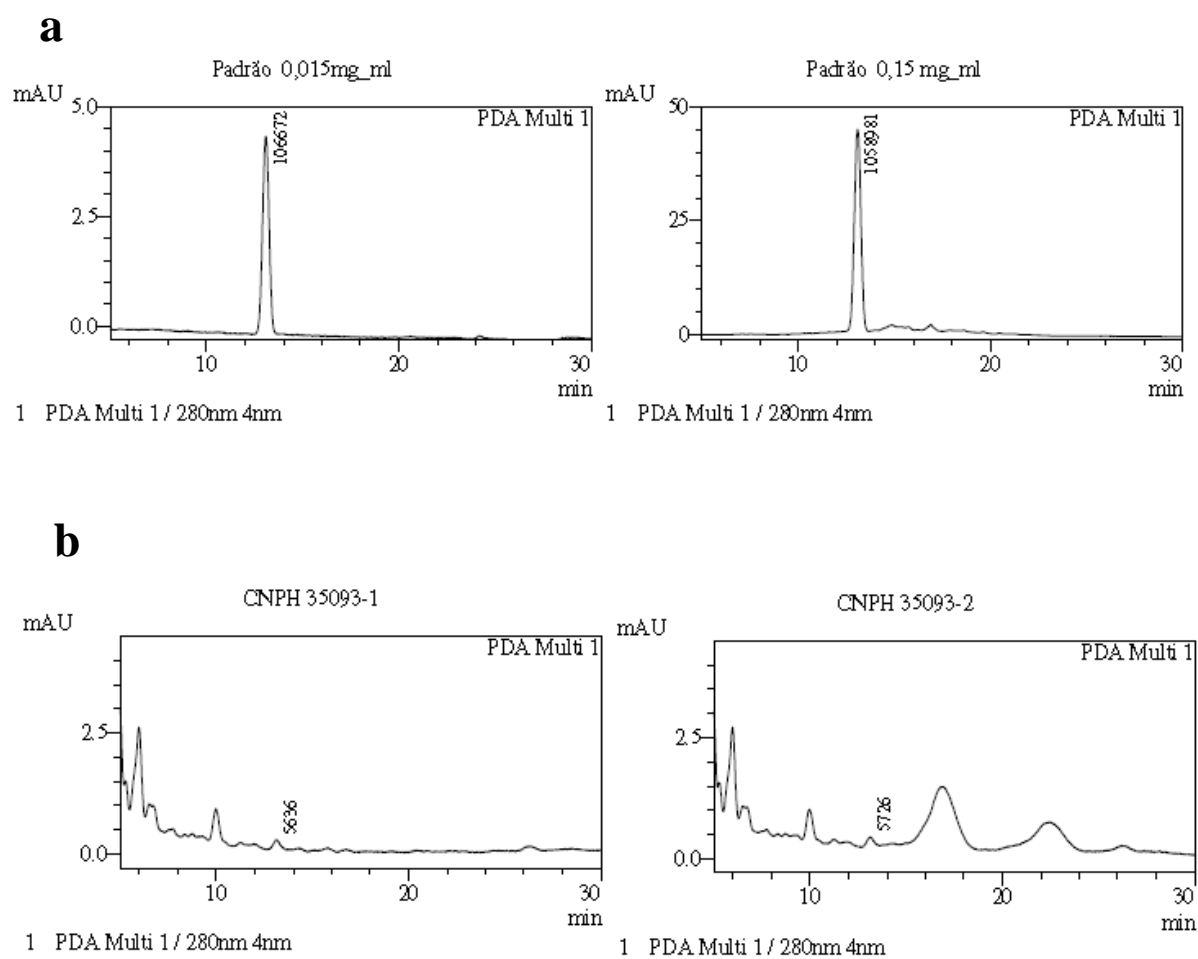 a
Padrão 0,015mg_ml
mAU
5.0
PDA Multi 1
106672
2.5
0.0
10
20
30
min
1 PDA Multi 1 / 280nm 4nm
Padrão 0,15 mg_ml
mAU
50
PDA Multi 1
1058981
25
0
10
20
30
min
1 PDA Multi 1 / 280nm 4nm
b
CNPH 35093-1
mAU
PDA Multi 1
2.5
5636
0.0
10
20
30
min
1 PDA Multi 1 / 280nm 4nm
CNPH 35093-2
mAU
PDA Multi 1
2.5
5726
0.0
10
20
30
min
1 PDA Multi 1 / 280nm 4nm